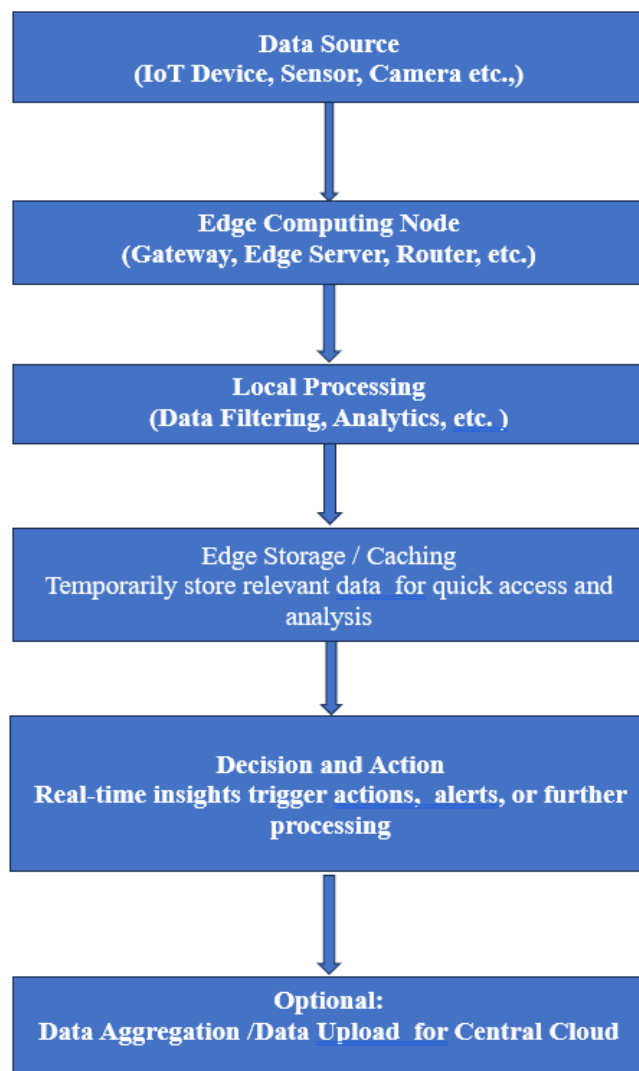 Data Source
(IoT Device, Sensor, Camera etc.,)
Edge Computing Node
(Gateway, Edge Server, Router, etc.)
Local Processing
(Data Filtering, Analytics, etc. )
Edge Storage / Caching
Temporarily store relevant data  for quick access and
analysis
Decision and Action
Real-time insights trigger actions,  alerts, or further
processing
Optional:
Data Aggregation /Data Upload  for Central Cloud